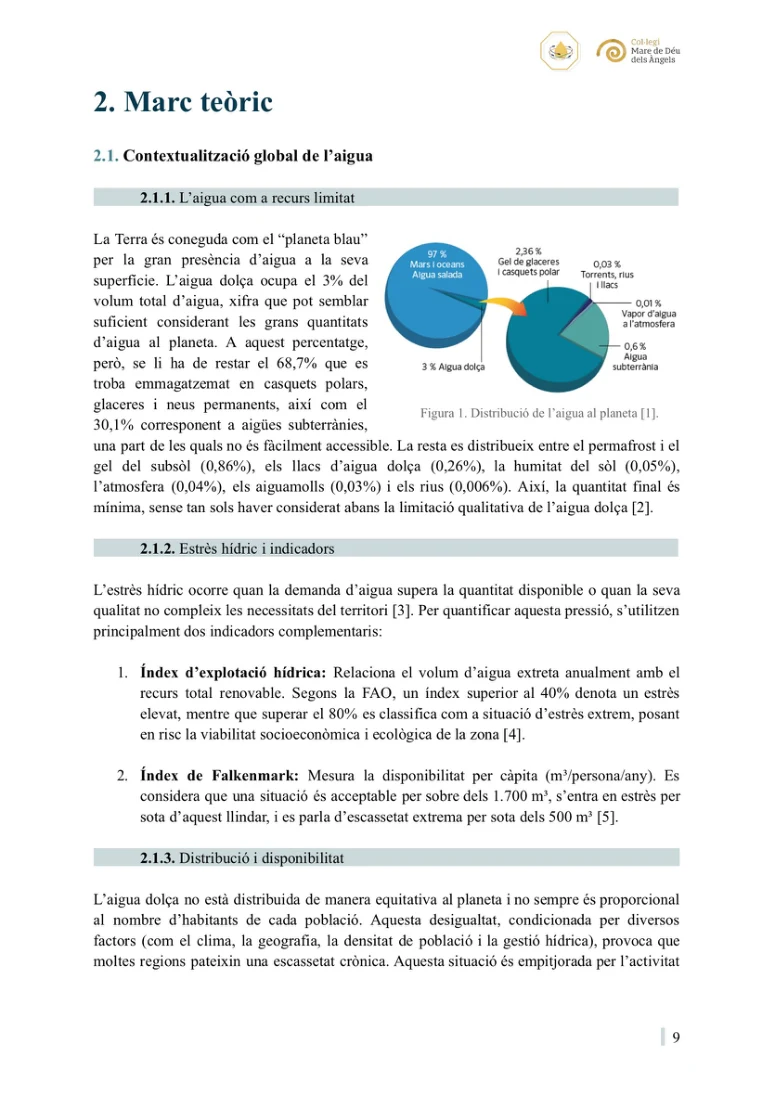 Col·legi
Mare de Déu
dels Àngels
2. Marc teòric
2.1. Contextualització global de l’aigua
2.1.1. L’aigua com a recurs limitat
La Terra és coneguda com el “planeta blau”
per la gran presència d’aigua a la seva
superfície. L’aigua dolça ocupa el 3% del
volum total d’aigua, xifra que pot semblar
suficient considerant les grans quantitats
d’aigua al planeta. A aquest percentatge,
però, se li ha de restar el 68,7% que es
troba emmagatzemat en casquets polars,
glaceres i neus permanents, així com el
30,1% corresponent a aigües subterrànies,
97 %
Mars i oceans
Aigua salada
2,36 %
Gel de glaceres
i casquets polar
0,03 %
Torrents, rius
i llacs
0,01 %
Vapor d’aigua
a l’atmosfera
0,6 %
Aigua
subterrània
3 % Aigua dolça
Figura 1. Distribució de l’aigua al planeta [1].
una part de les quals no és fàcilment accessible. La resta es distribueix entre el permafrost i el
gel del subsòl (0,86%), els llacs d’aigua dolça (0,26%), la humitat del sòl (0,05%),
l’atmosfera (0,04%), els aiguamolls (0,03%) i els rius (0,006%). Així, la quantitat final és
mínima, sense tan sols haver considerat abans la limitació qualitativa de l’aigua dolça [2].
2.1.2. Estrès hídric i indicadors
L’estrès hídric ocorre quan la demanda d’aigua supera la quantitat disponible o quan la seva
qualitat no compleix les necessitats del territori [3]. Per quantificar aquesta pressió, s’utilitzen
principalment dos indicadors complementaris:
1. Índex d’explotació hídrica: Relaciona el volum d’aigua extreta anualment amb el
recurs total renovable. Segons la FAO, un índex superior al 40% denota un estrès
elevat, mentre que superar el 80% es classifica com a situació d’estrès extrem, posant
en risc la viabilitat socioeconòmica i ecològica de la zona [4].
2. Índex de Falkenmark: Mesura la disponibilitat per càpita (m³/persona/any). Es
considera que una situació és acceptable per sobre dels 1.700 m³, s’entra en estrès per
sota d’aquest llindar, i es parla d’escassetat extrema per sota dels 500 m³ [5].
2.1.3. Distribució i disponibilitat
L’aigua dolça no està distribuida de manera equitativa al planeta i no sempre és proporcional
al nombre d’habitants de cada població. Aquesta desigualtat, condicionada per diversos
factors (com el clima, la geografia, la densitat de població i la gestió hídrica), provoca que
moltes regions pateixin una escassetat crònica. Aquesta situació és empitjorada per l’activitat
9